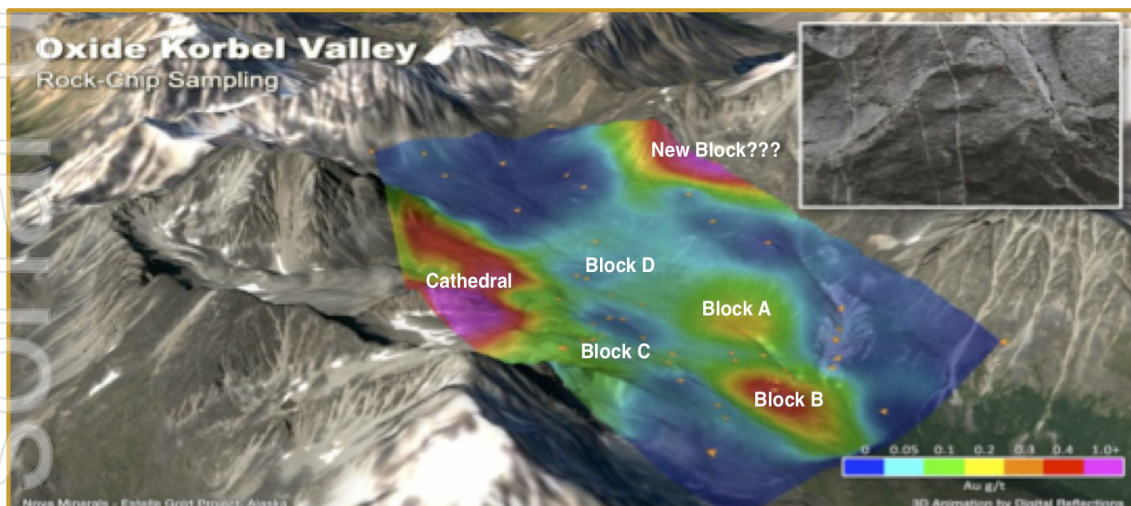 Oxide Korbel Valley
Rock-Chip Sampling
New Block???
Block D
Cathedral
Block A
Block C
Block B
0 0.05 0.1 0.2 0.3 0.4 1.0+
Au g/t
Nova Minerals - Estelle Gold Project, Alaska
3D Animation by Digital Reflections